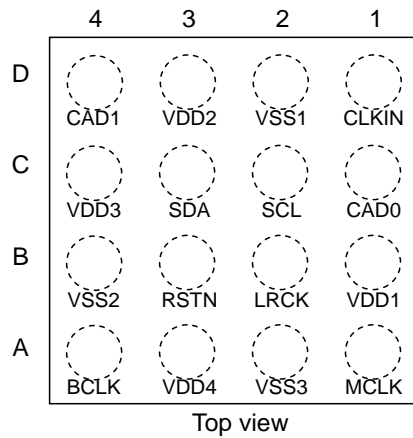 4 3 2 1
D
CAD1 VDD2 VSS1 CLKIN
C
VDD3 SDA SCL CAD0
B
VSS2 RSTN LRCK VDD1
A
BCLK VDD4 VSS3 MCLK
Top view